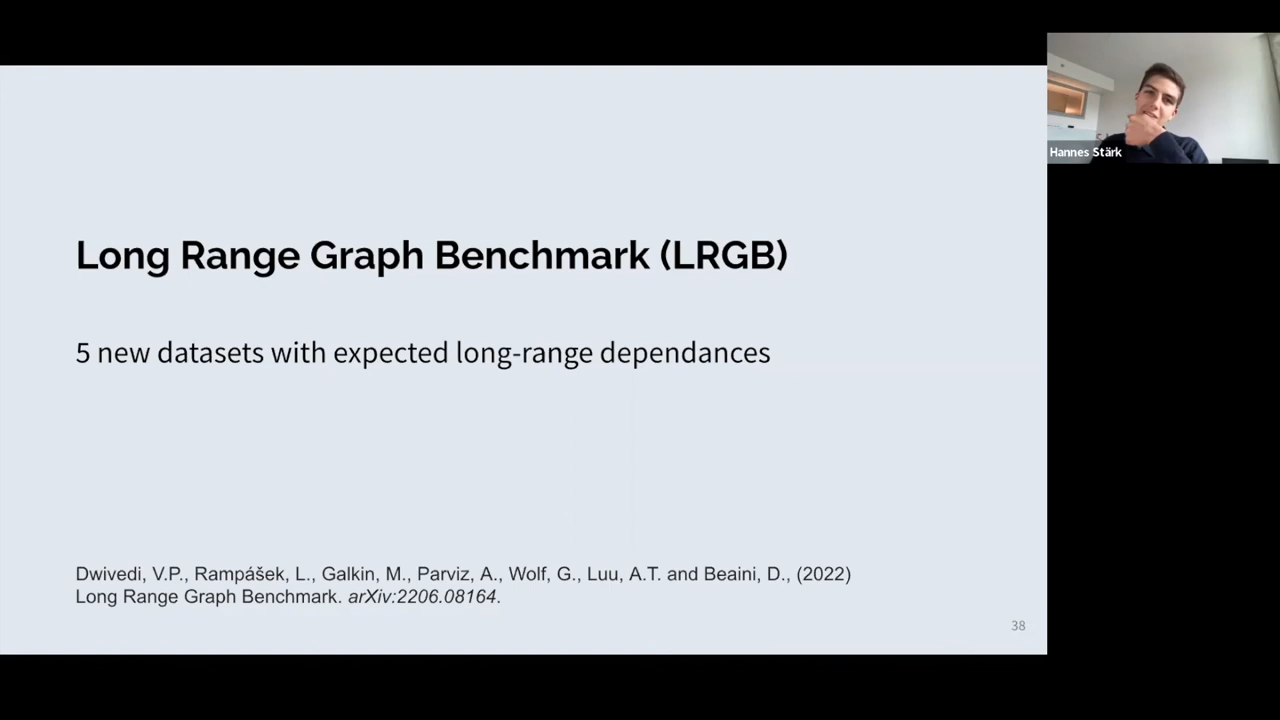 Long Range Graph Benchmark (LRGB)
5 new datasets with expected long-range dependances
Dwivedi, V.P., Rampášek, L., Galkin, M., Parviz, A., Wolf, G., Luu, A.T. and Beaini, D., (2022)
Long Range Graph Benchmark. arXiv:2206.08164.
38
Hannes Stärk